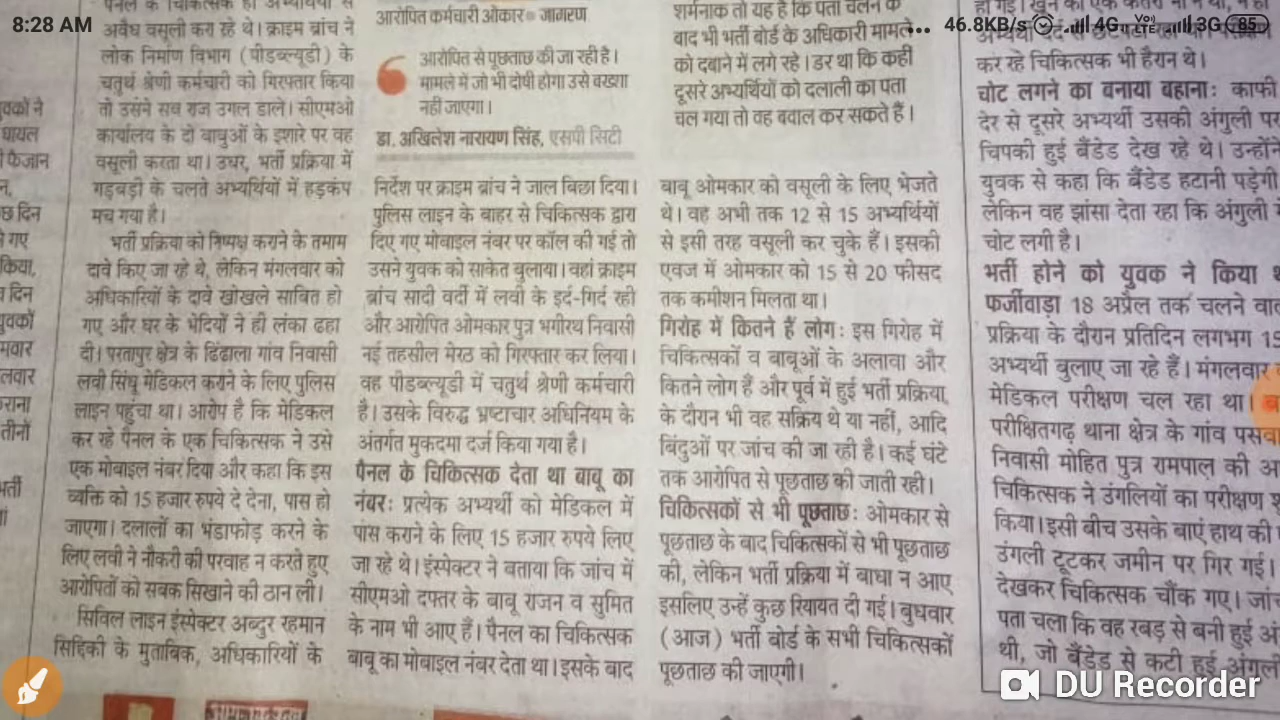 8:28 AM
46.8KB/s 4G 3G 85
पैनल के चिकित्सक ही अभ्यर्थियों से
अवैध वसूली करा रहे थे। क्राइम ब्रांच ने
लोक निर्माण विभाग (पीडब्ल्यूडी) के
चतुर्थ श्रेणी कर्मचारी को गिरफ्तार किया
तो उसने सब राज उगल डाले। सीएमओ
कार्यालय के दो बाबुओं के इशारे पर वह
वसूली करता था। उधर, भर्ती प्रक्रिया में
गड़बड़ी के चलते अभ्यर्थियों में हड़कंप
मच गया है।
भर्ती प्रक्रिया को निष्पक्ष कराने के तमाम
दावे किए जा रहे थे, लेकिन मंगलवार को
अधिकारियों के दावे खोखले साबित हो
गए और घर के भेदियों ने ही लंका ढहा
दी। परतापुर क्षेत्र के ढिंढाला गांव निवासी
लवी सिंधू मेडिकल कराने के लिए पुलिस
लाइन पहुंचा था। आरोप है कि मेडिकल
कर रहे पैनल के एक चिकित्सक ने उसे
एक मोबाइल नंबर दिया और कहा कि इस
व्यक्ति को 15 हजार रुपये दे देना, पास हो
जाएगा। दलालों का भंडाफोड़ करने के
लिए लवी ने नौकरी की परवाह न करते हुए
आरोपितों को सबक सिखाने की ठान ली।
सिविल लाइन इंस्पेक्टर अब्दुर रहमान
सिद्दिकी के मुताबिक, अधिकारियों के
आरोपित कर्मचारी ओंकार जागरण
आरोपित से पूछताछ की जा रही है।
मामले में जो भी दोषी होगा उसे बख्शा
नहीं जाएगा।
डा. अखिलेश नारायण सिंह, एसपी सिटी
निर्देश पर क्राइम ब्रांच ने जाल बिछा दिया।
पुलिस लाइन के बाहर से चिकित्सक द्वारा
दिए गए मोबाइल नंबर पर कॉल की गई तो
उसने युवक को साकेत बुलाया। वहां क्राइम
ब्रांच सादी वर्दी में लवी के इर्द-गिर्द रही
और आरोपित ओमकार पुत्र भगीरथ निवासी
नई तहसील मेरठ को गिरफ्तार कर लिया।
वह पीडब्ल्यूडी में चतुर्थ श्रेणी कर्मचारी
है। उसके विरुद्ध भ्रष्टाचार अधिनियम के
अंतर्गत मुकदमा दर्ज किया गया है।
पैनल के चिकित्सक देता था बाबू का
नंबर: प्रत्येक अभ्यर्थी को मेडिकल में
पास कराने के लिए 15 हजार रुपये लिए
जा रहे थे। इंस्पेक्टर ने बताया कि जांच में
सीएमओ दफ्तर के बाबू राजन व सुमित
के नाम भी आए हैं। पैनल का चिकित्सक
बाबू का मोबाइल नंबर देता था। इसके बाद
शर्मनाक तो यह है कि पता चलने के
बाद भी भर्ती बोर्ड के अधिकारी मामले
को दबाने में लगे रहे। डर था कि कहीं
दूसरे अभ्यर्थियों को दलाली का पता
चल गया तो वह बवाल कर सकते हैं।
बाबू ओमकार को वसूली के लिए भेजते
थे। वह अभी तक 12 से 15 अभ्यर्थियों
से इसी तरह वसूली कर चुके हैं। इसकी
एवज में ओमकार को 15 से 20 फीसद
तक कमीशन मिलता था।
गिरोह में कितने हैं लोग: इस गिरोह में
चिकित्सकों व बाबूओं के अलावा और
कितने लोग हैं और पूर्व में हुई भर्ती प्रक्रिया
के दौरान भी वह सक्रिय थे या नहीं, आदि
बिंदुओं पर जांच की जा रही है। कई घंटे
तक आरोपित से पूछताछ की जाती रही।
चिकित्सकों से भी पूछताछ: ओमकार से
पूछताछ के बाद चिकित्सकों से भी पूछताछ
की, लेकिन भर्ती प्रक्रिया में बाधा न आए
इसलिए उन्हें कुछ रियायत दी गई। बुधवार
(आज) भर्ती बोर्ड के सभी चिकित्सकों
पूछताछ की जाएगी।
कर रहे चिकित्सक भी हैरान थे।
चोट लगने का बनाया बहाना: काफी
देर से दूसरे अभ्यर्थी उसकी अंगुली पर
चिपकी हुई बैंडेड देख रहे थे। उन्होंने
युवक से कहा कि बैंडेड हटानी पड़ेगी
लेकिन वह झांसा देता रहा कि अंगुली
चोट लगी है।
भर्ती होने को युवक ने किया
फर्जीवाड़ा 18 अप्रैल तक चलने
प्रक्रिया के दौरान प्रतिदिन लगभग
अभ्यर्थी बुलाए जा रहे हैं। मंगलवार
मेडिकल परीक्षण चल रहा था।
परीक्षितगढ़ थाना क्षेत्र के गांव
निवासी मोहित पुत्र रामपाल की
चिकित्सक ने उंगलियों का परीक्षण
किया। इसी बीच उसके बाएं हाथ की
उंगली टूटकर जमीन पर गिर गई।
देखकर चिकित्सक चौंक गए।
पता चला कि वह रबड़ से बनी हुई
थी, जो बैंडेड से कटी हुई अंगुली
DU Recorder